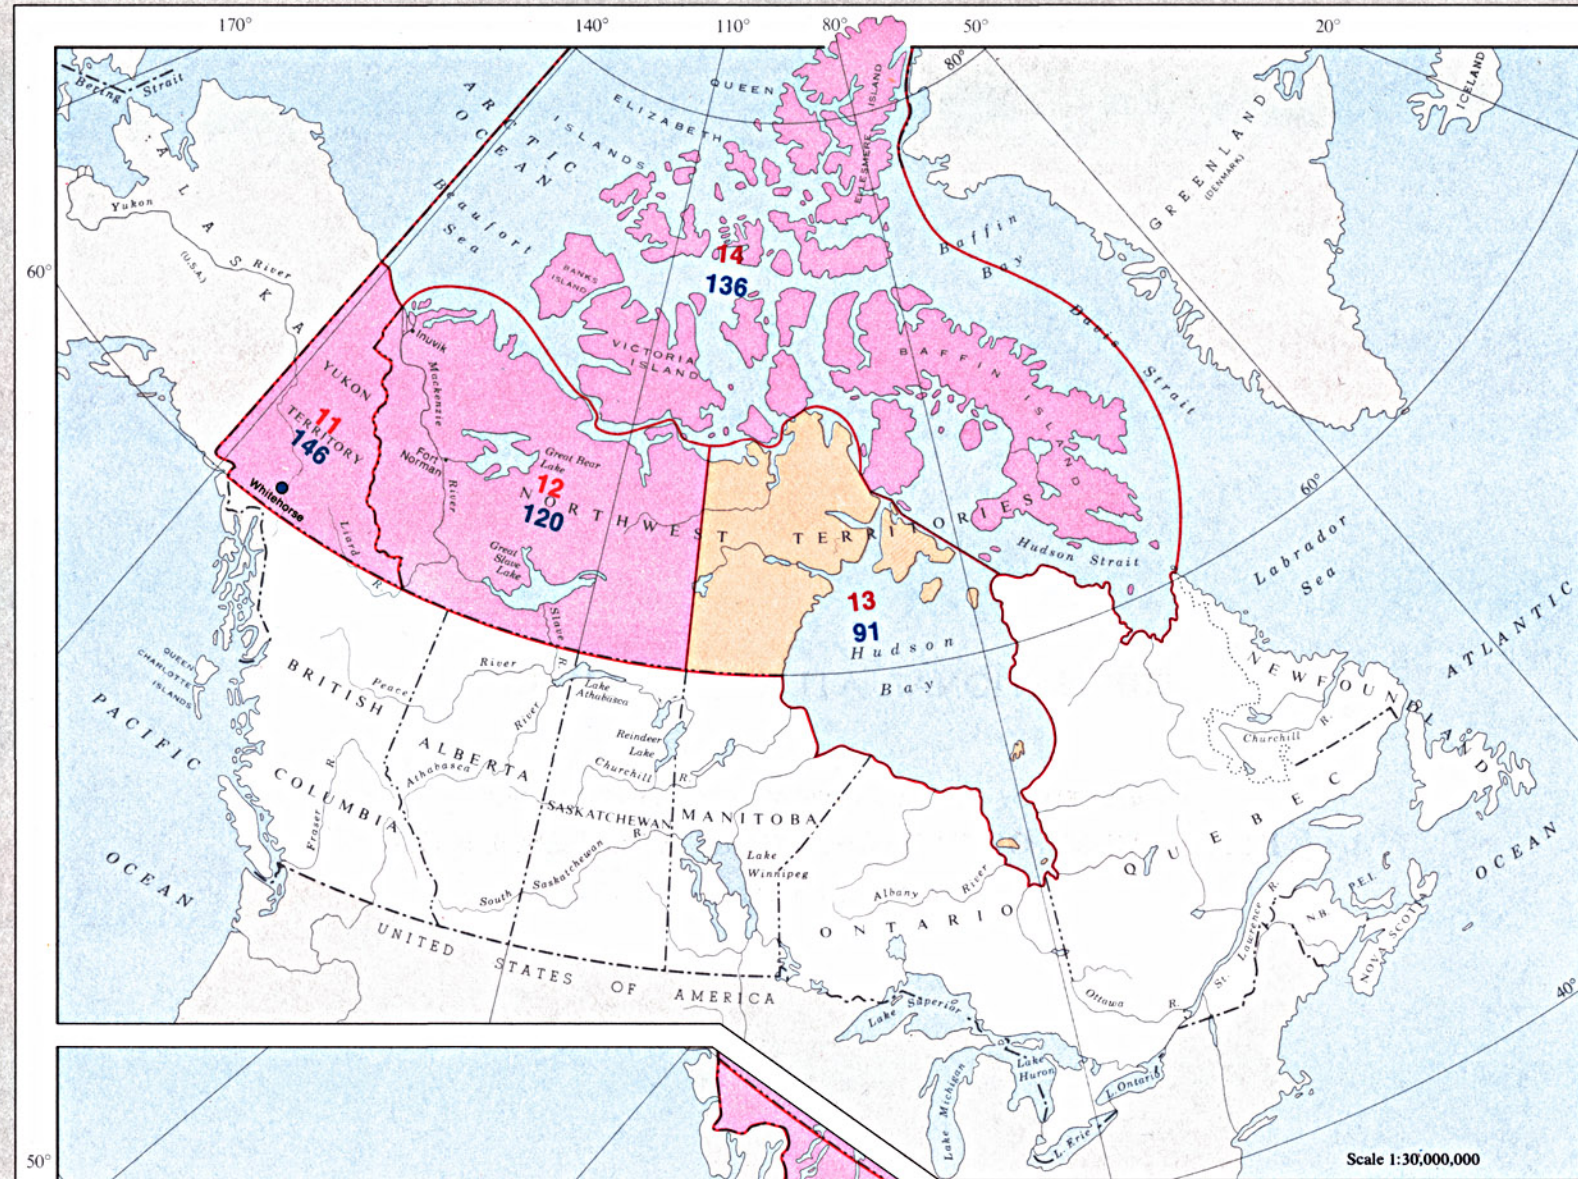 170°
140°
110°
80°
50°
20°
80°
Bering Strait
ARCTIC
OCEAN
QUEEN
ELIZABETH
ISLANDS
ELLESMERE
ISLAND
ICELAND
GREENLAND
(DENMARK)
Beaufort
Sea
ALASKA
(U.S.A.)
Yukon
River
60°
14
136
BANKS
ISLAND
Baffin
Bay
Davis Strait
VICTORIA
ISLAND
BAFFIN ISLAND
Inuvik
Mackenzie
River
YUKON
TERRITORY
11
146
Whitehorse
Fort
Norman
Great Bear
Lake
12
120
NORTHWEST TERRITORIES
Great
Slave
Lake
Liard
R.
Slave
R.
13
91
Hudson
Bay
Hudson Strait
60°
Labrador
Sea
ATLANTIC
OCEAN
QUEEN
CHARLOTTE
ISLANDS
PACIFIC
OCEAN
BRITISH
COLUMBIA
Peace
River
Lake
Athabasca
ALBERTA
Athabasca
River
Reindeer
Lake
Churchill
R.
Fraser
R.
SASKATCHEWAN
MANITOBA
South
Saskatchewan
R.
Lake
Winnipeg
Albany
River
ONTARIO
QUEBEC
NEWFOUNDLAND
Churchill
R.
P.E.I.
N.B.
NOVA SCOTIA
St. Lawrence R.
Ottawa
R.
UNITED STATES OF AMERICA
Lake
Superior
Lake
Huron
Lake Michigan
L. Ontario
L. Erie
40°
50°
Scale 1:30,000,000